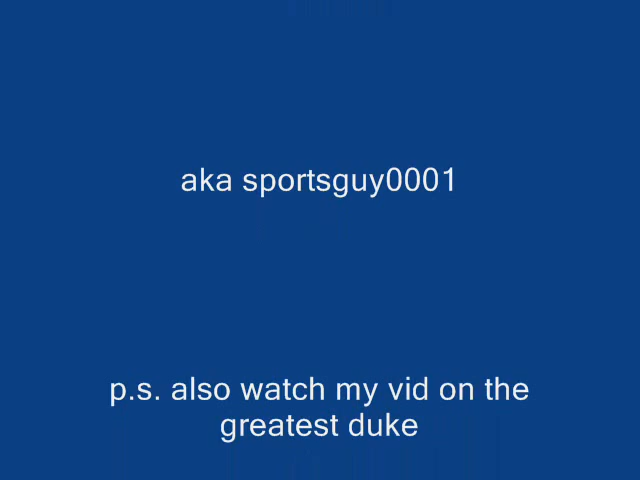 aka sportsguy0001
p.s. also watch my vid on the
greatest duke